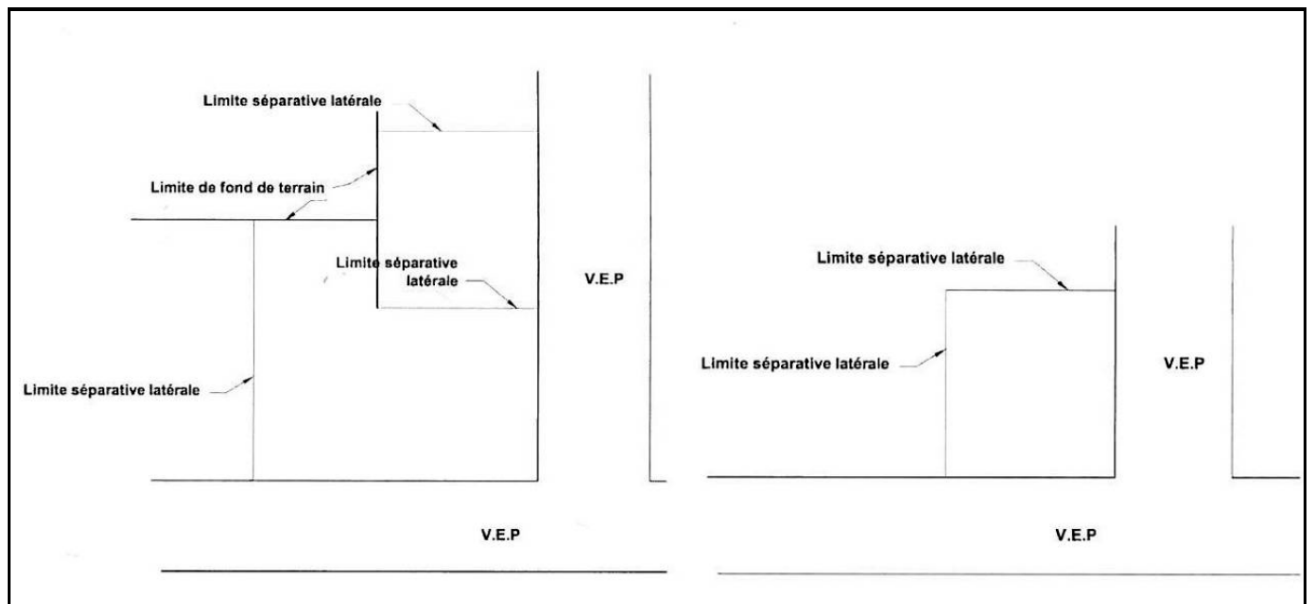 Limite séparative latérale
Limite de fond de terrain
Limite séparative
latérale
V.E.P
Limite séparative latérale
V.E.P
Limite séparative latérale
Limite séparative latérale
V.E.P
V.E.P